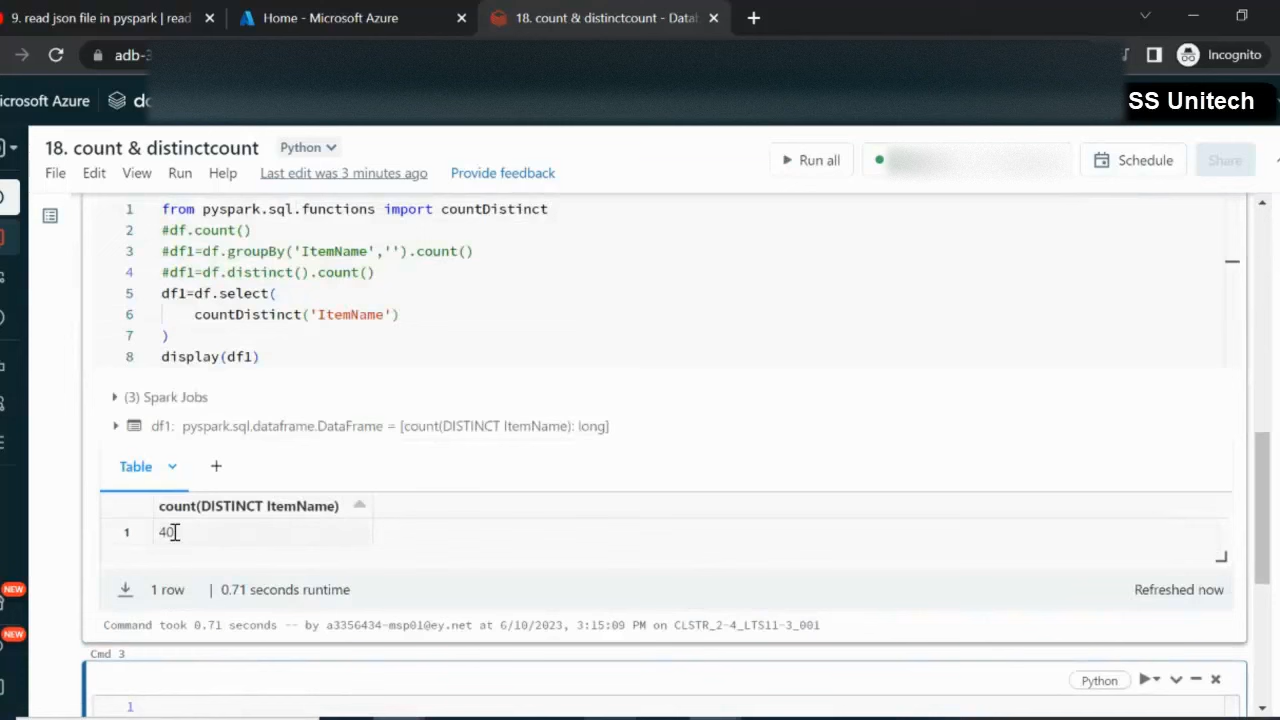 9. read json file in pyspark | read
Home - Microsoft Azure
18. count & distinctcount - Data
adb-3
Incognito
icrosoft Azure
SS Unitech
18. count & distinctcount
Python
Run all
Schedule
Share
File Edit View Run Help Last edit was 3 minutes ago Provide feedback
1 from pyspark.sql.functions import countDistinct
2 #df.count()
3 #df1=df.groupBy('ItemName','').count()
4 #df1=df.distinct().count()
5 df1=df.select(
6 countDistinct('ItemName')
7 )
8 display(df1)
(3) Spark Jobs
df1: pyspark.sql.dataframe.DataFrame = [count(DISTINCT ItemName): long]
Table +
count(DISTINCT ItemName)
1 40
1 row | 0.71 seconds runtime
Refreshed now
NEW
Command took 0.71 seconds -- by a3356434-msp01@ey.net at 6/10/2023, 3:15:09 PM on CLSTR_2-4_LTS11-3_001
NEW
Cmd 3
Python
1